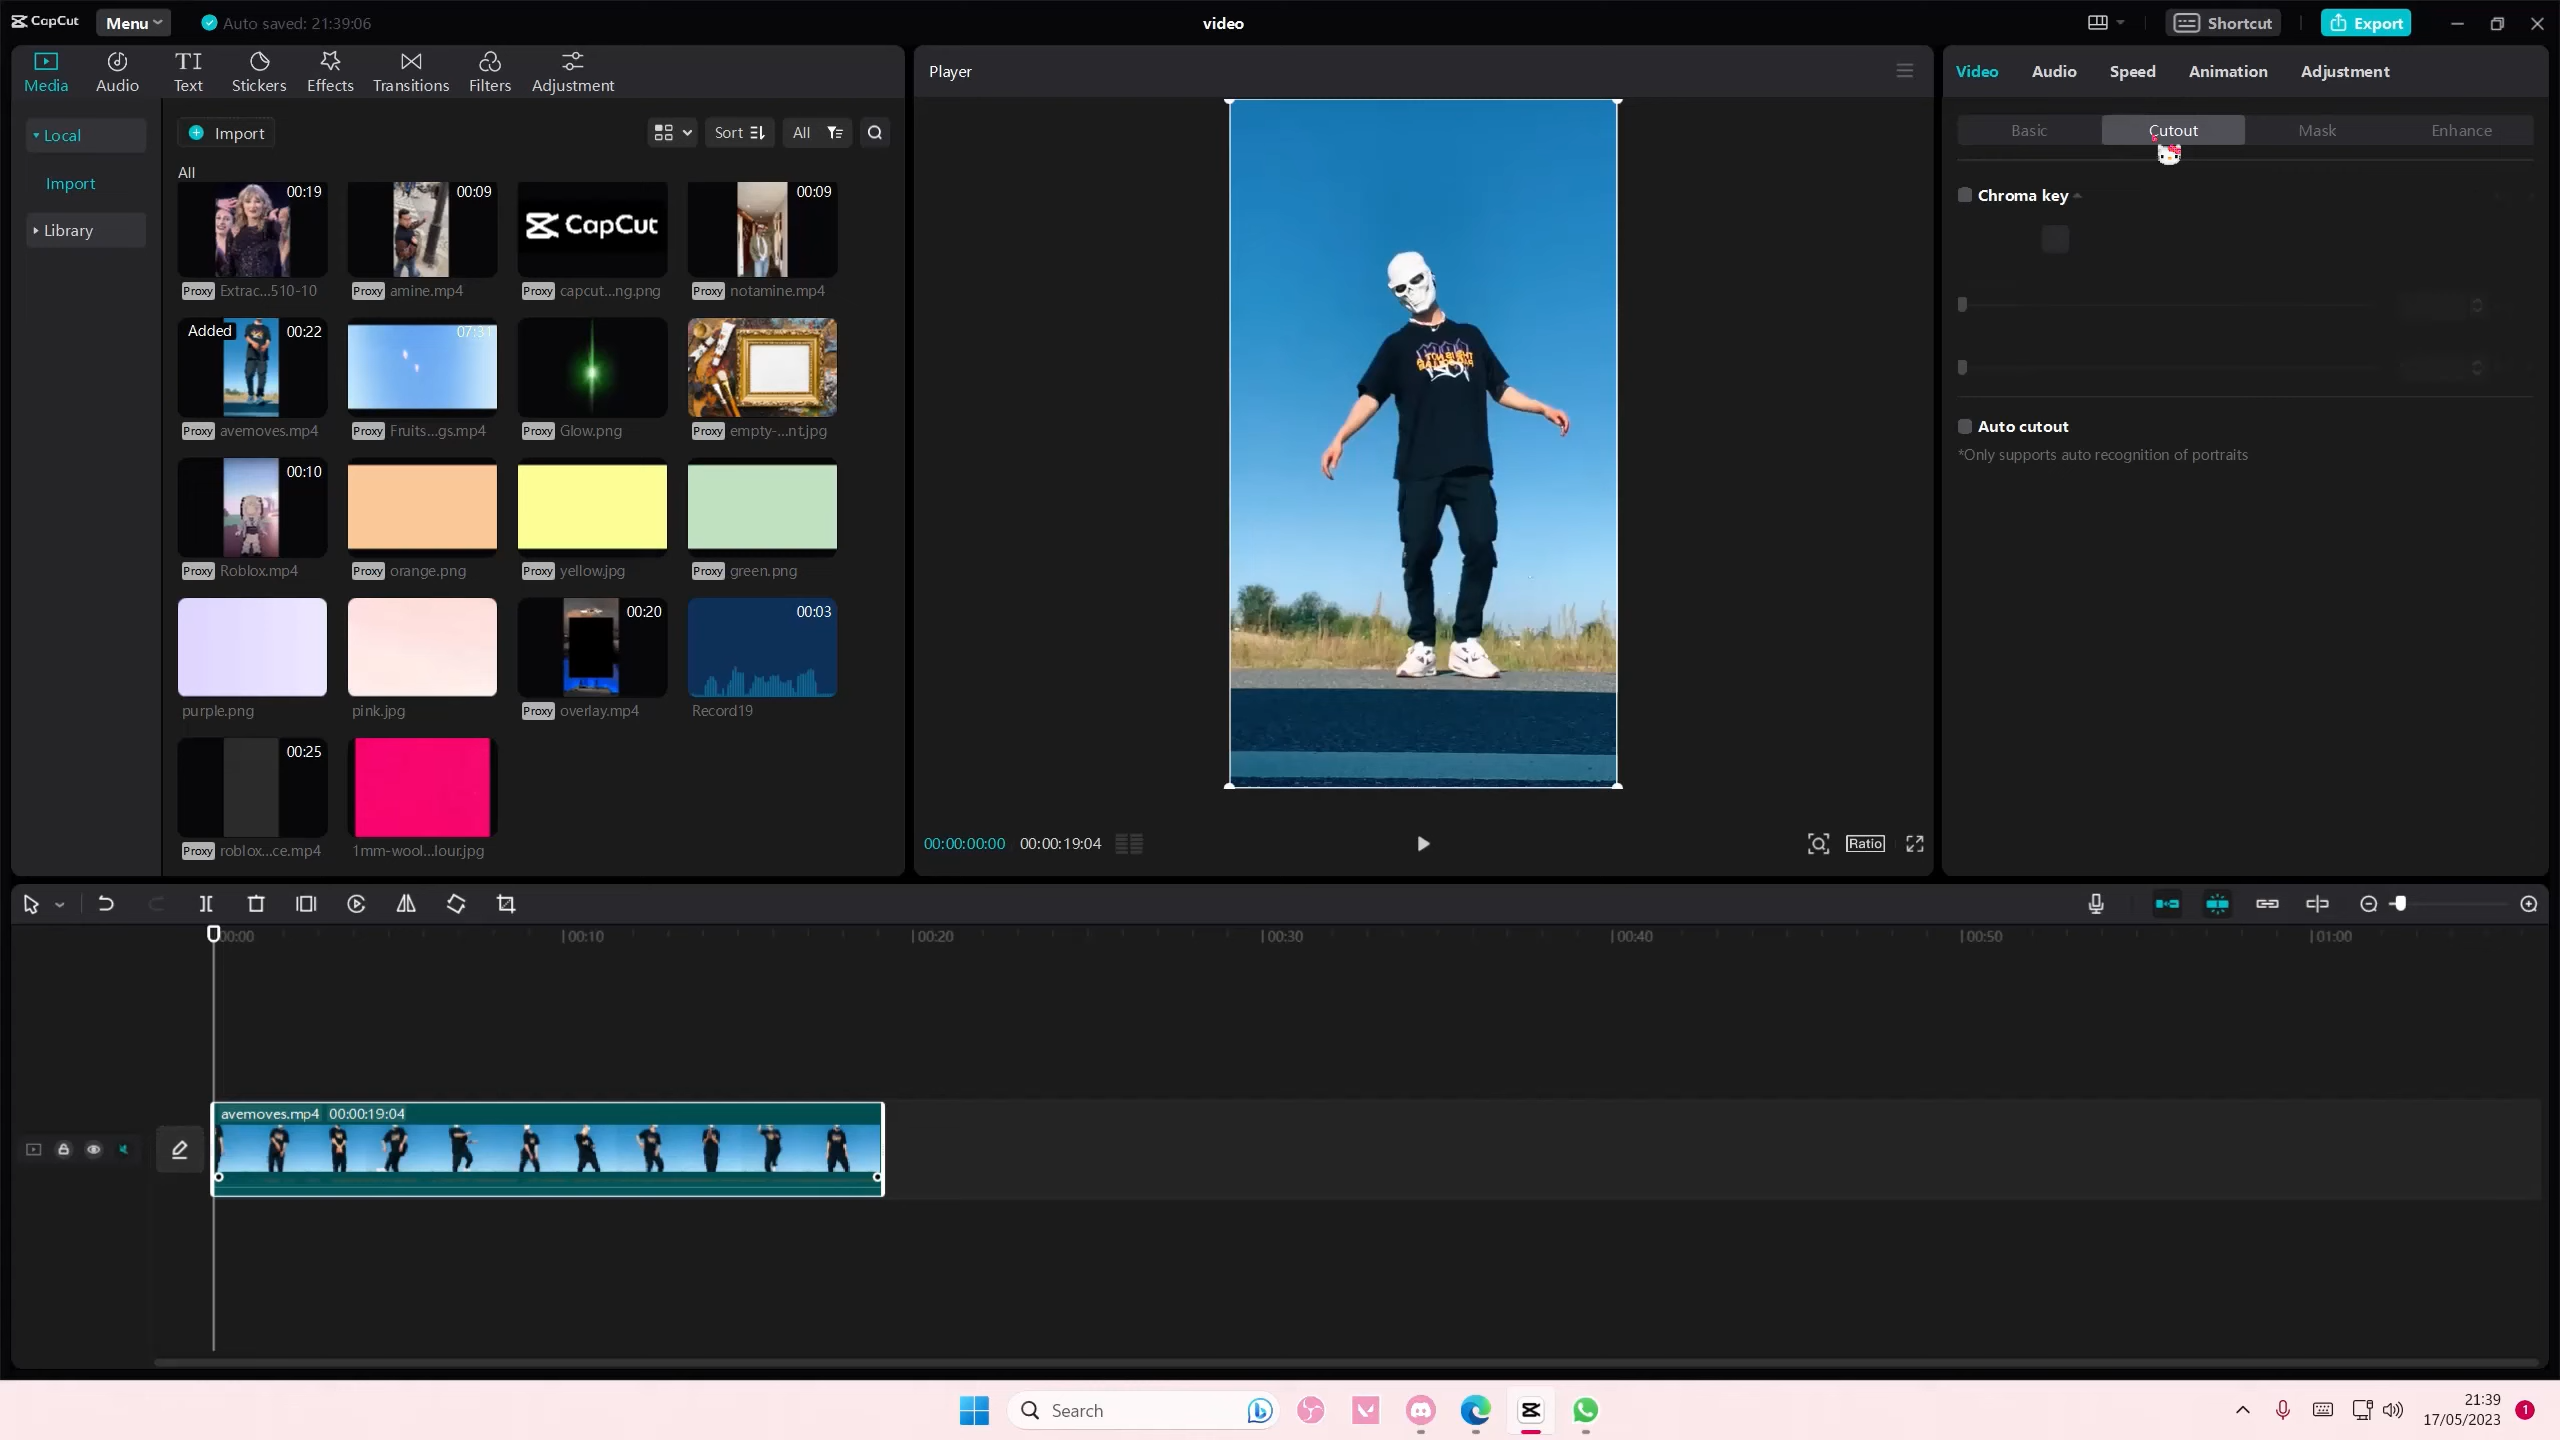 CapCut
Menu
Auto saved: 21:39:06
video
Shortcut
Export
Media
Audio
Text
Stickers
Effects
Transitions
Filters
Adjustment
Local
Import
Library
Import
Sort
All
All
00:19
00:09
CapCut
00:09
Proxy Extrac...510-10
Proxy amine.mp4
Proxy capcut...ng.png
Proxy notamine.mp4
Added 00:22
07:31
Proxy avemoves.mp4
Proxy Fruits...gs.mp4
Proxy Glow.png
Proxy empty-...nt.jpg
00:10
Proxy Roblox.mp4
Proxy orange.png
Proxy yellow.jpg
Proxy green.png
00:20
00:03
purple.png
pink.jpg
Proxy overlay.mp4
Record19
00:25
Proxy roblox...ce.mp4
1mm-wool...lour.jpg
Player
00:00:00:00 00:00:19:04
Ratio
Video
Audio
Speed
Animation
Adjustment
Basic
Cutout
Mask
Enhance
Chroma key
Auto cutout
*Only supports auto recognition of portraits
00:00
00:10
00:20
00:30
00:40
00:50
01:00
avemoves.mp4 00:00:19:04
Search
21:39
17/05/2023
1